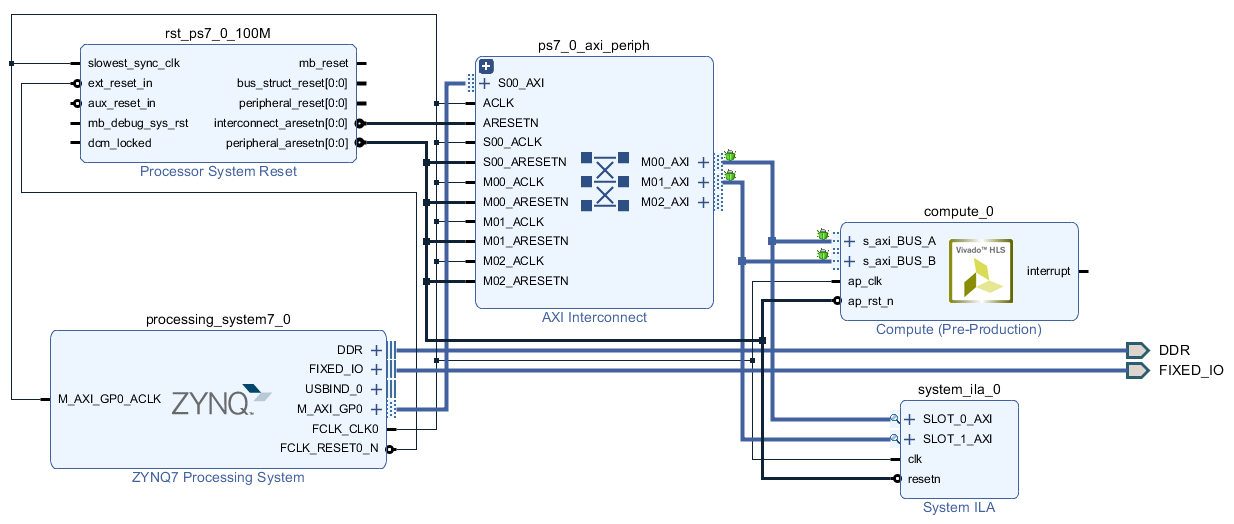 rst_ps7_0_100M
slowest_sync_clk
ext_reset_in
aux_reset_in
mb_debug_sys_rst
dcm_locked
mb_reset
bus_struct_reset[0:0]
peripheral_reset[0:0]
interconnect_aresetn[0:0]
peripheral_aresetn[0:0]
Processor System Reset
ps7_0_axi_periph
S00_AXI
ACLK
ARESETN
S00_ACLK
S00_ARESETN
M00_ACLK
M00_ARESETN
M01_ACLK
M01_ARESETN
M02_ACLK
M02_ARESETN
M00_AXI
M01_AXI
M02_AXI
AXI Interconnect
compute_0
s_axi_BUS_A
s_axi_BUS_B
ap_clk
ap_rst_n
Vivado™ HLS
interrupt
Compute (Pre-Production)
processing_system7_0
M_AXI_GP0_ACLK
ZYNQ™
DDR
FIXED_IO
USBIND_0
M_AXI_GP0
FCLK_CLK0
FCLK_RESET0_N
ZYNQ7 Processing System
DDR
FIXED_IO
system_ila_0
SLOT_0_AXI
SLOT_1_AXI
clk
resetn
System ILA